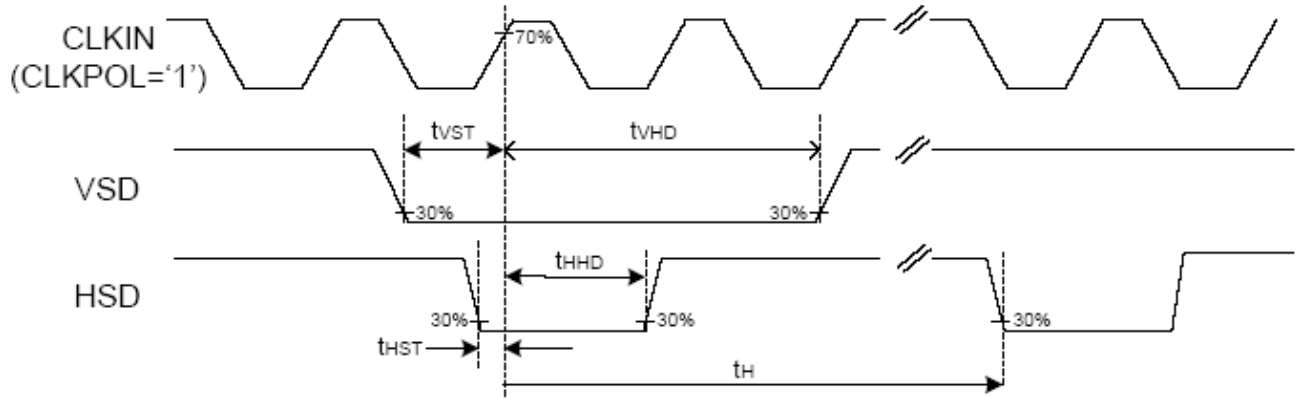 CLKIN
(CLKPOL='1')
70%
tVST
tVHD
VSD
30%
30%
tHHD
HSD
30%
30%
30%
tHST
tH